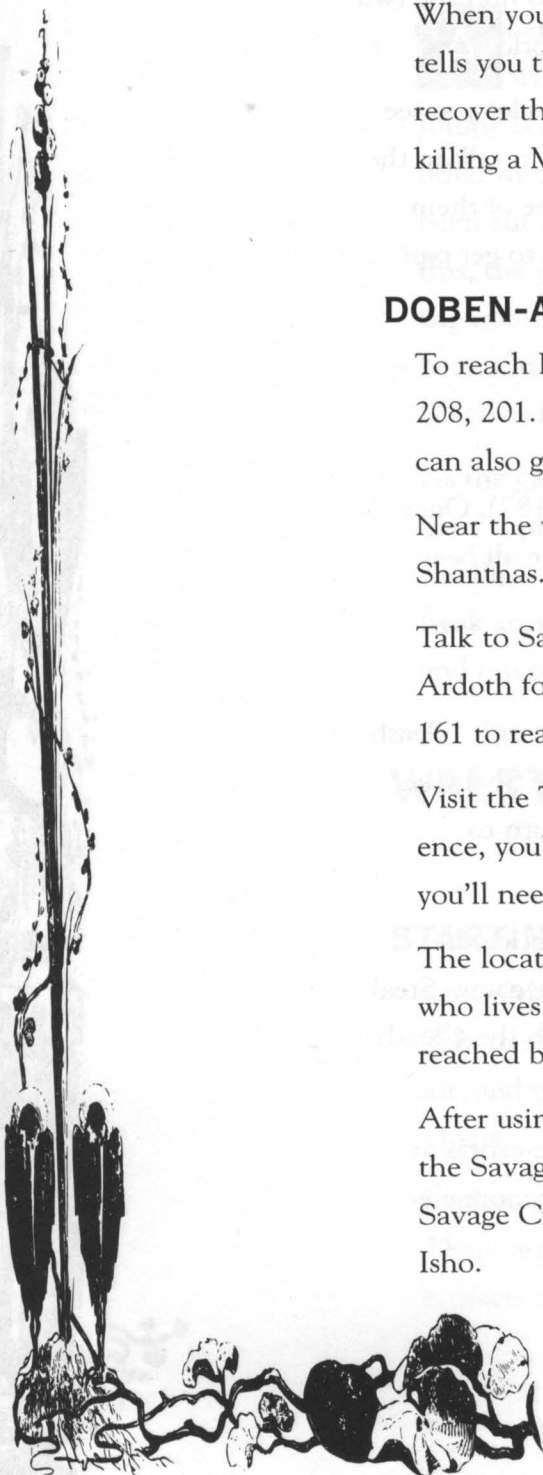 When you
tells you th
recover th
killing a M
DOBEN-A
To reach
208, 201.
can also g
Near the
Shanthas.
Talk to Sa
Ardoth fo
161 to rea
Visit the T
ence, you
you'll nee
The locat
who lives
reached b
After usin
the Savag
Savage C
Isho.